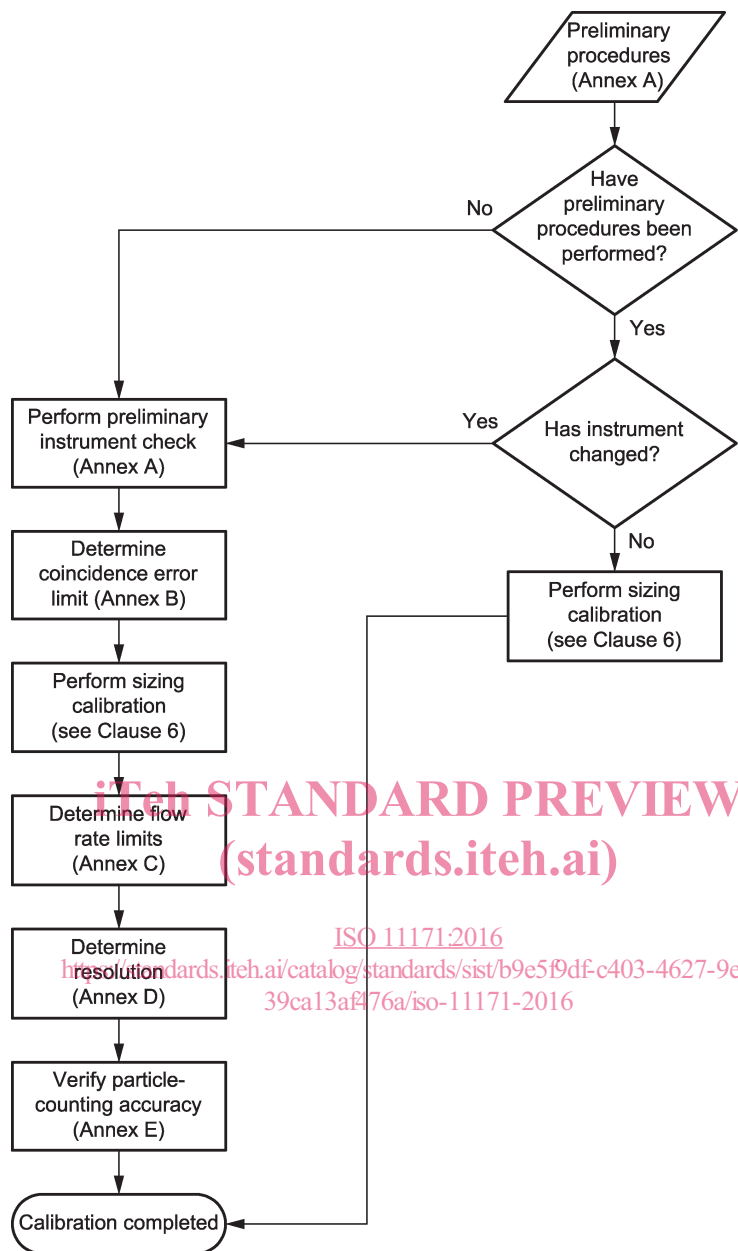 Preliminary
procedures
(Annex A)
Have
preliminary
procedures been
performed?
No
Yes
Has instrument
changed?
Yes
No
Perform sizing
calibration
(see Clause 6)
Perform preliminary
instrument check
(Annex A)
Determine
coincidence error
limit (Annex B)
Perform sizing
calibration
(see Clause 6)
Determine flow
rate limits
(Annex C)
Determine
resolution
(Annex D)
Verify particle-
counting accuracy
(Annex E)
Calibration completed
iTeh STANDARD PREVIEW
(standards.iteh.ai)
ISO 11171:2016
https://standards.iteh.ai/catalog/standards/sist/b9e5f9df-c403-4627-9e
39ca13af476a/iso-11171-2016